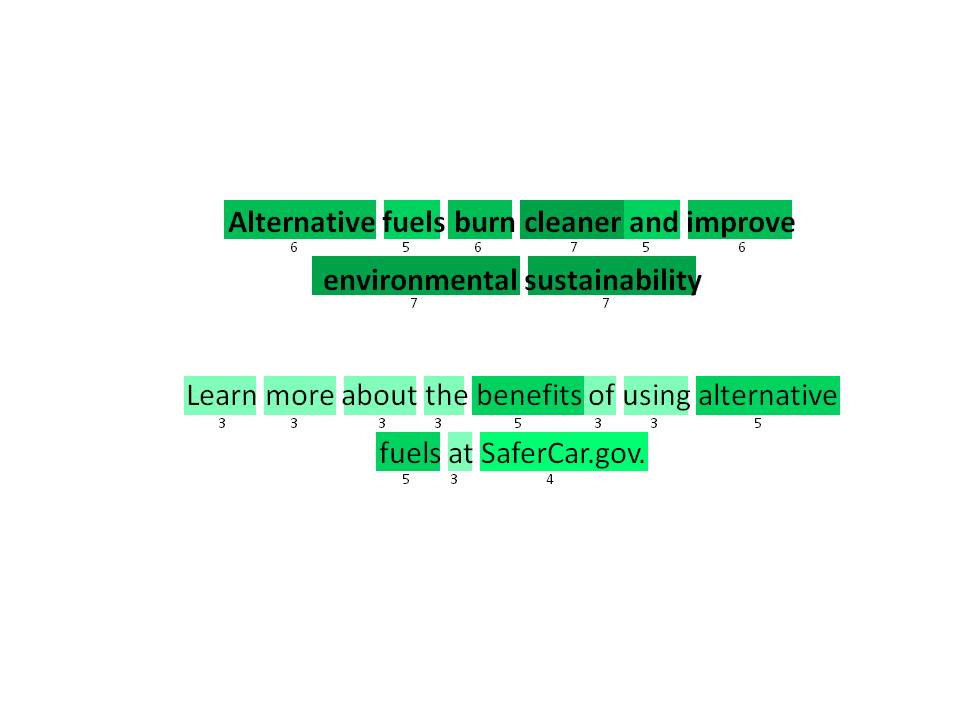 Alternative fuels burn cleaner and improve
6 5 6 7 5 6
environmental sustainability
7 7
Learn more about the benefits of using alternative
3 3 3 3 5 3 3 5
fuels at SaferCar.gov.
5 3 4